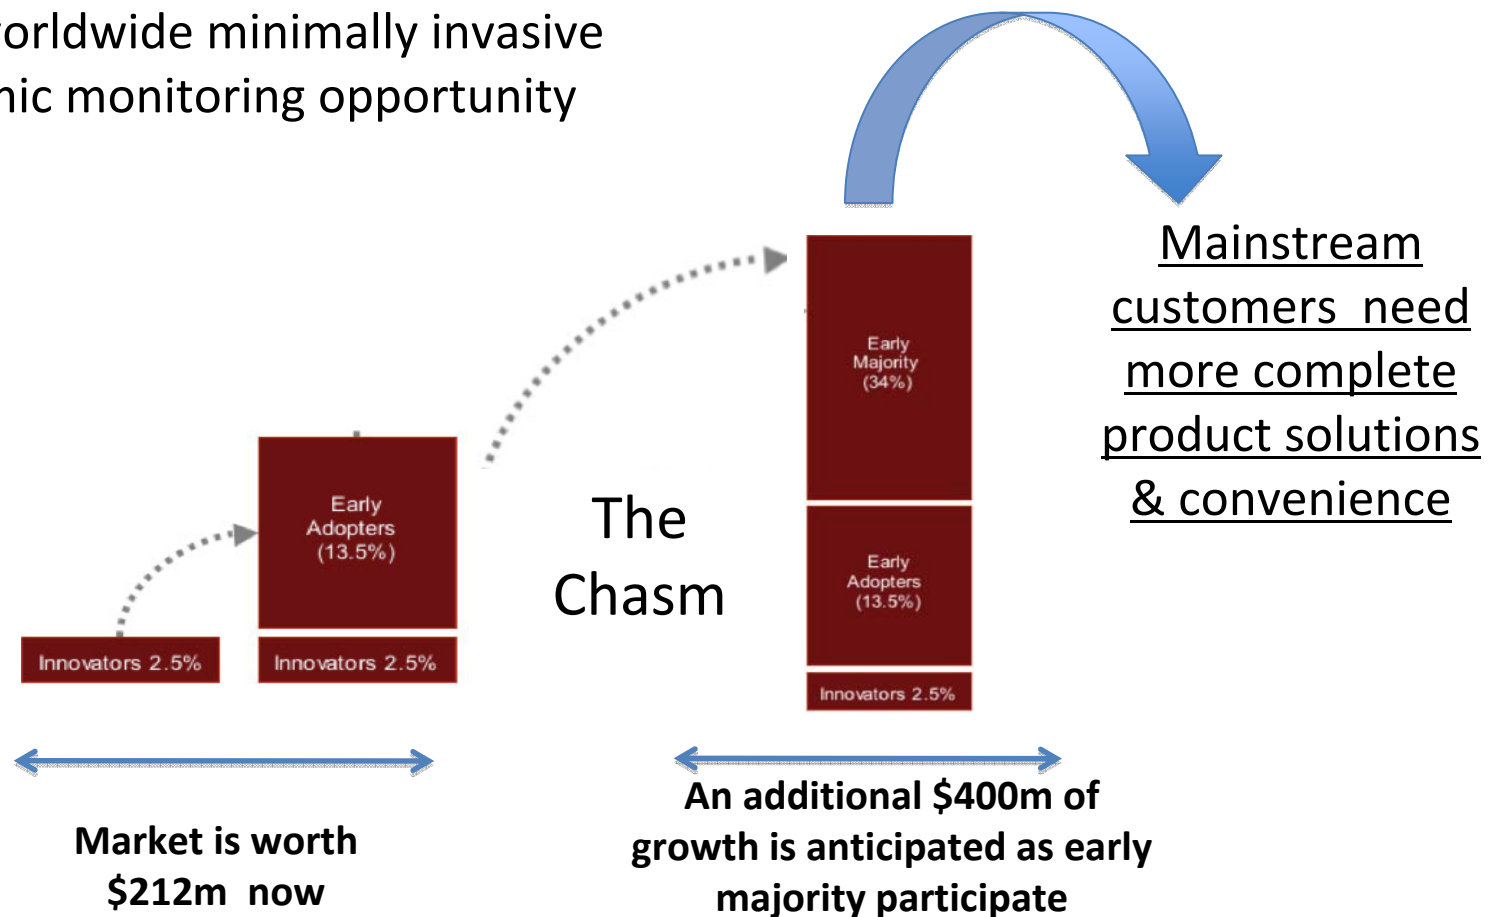 worldwide minimally invasive
mic monitoring opportunity
Mainstream
customers need
more complete
product solutions
& convenience
Early
Majority
(34%)
Early
Adopters
(13.5%)
The
Chasm
Early
Adopters
(13.5%)
Innovators 2.5%
Innovators 2.5%
Innovators 2.5%
An additional $400m of
growth is anticipated as early
majority participate
Market is worth
$212m now